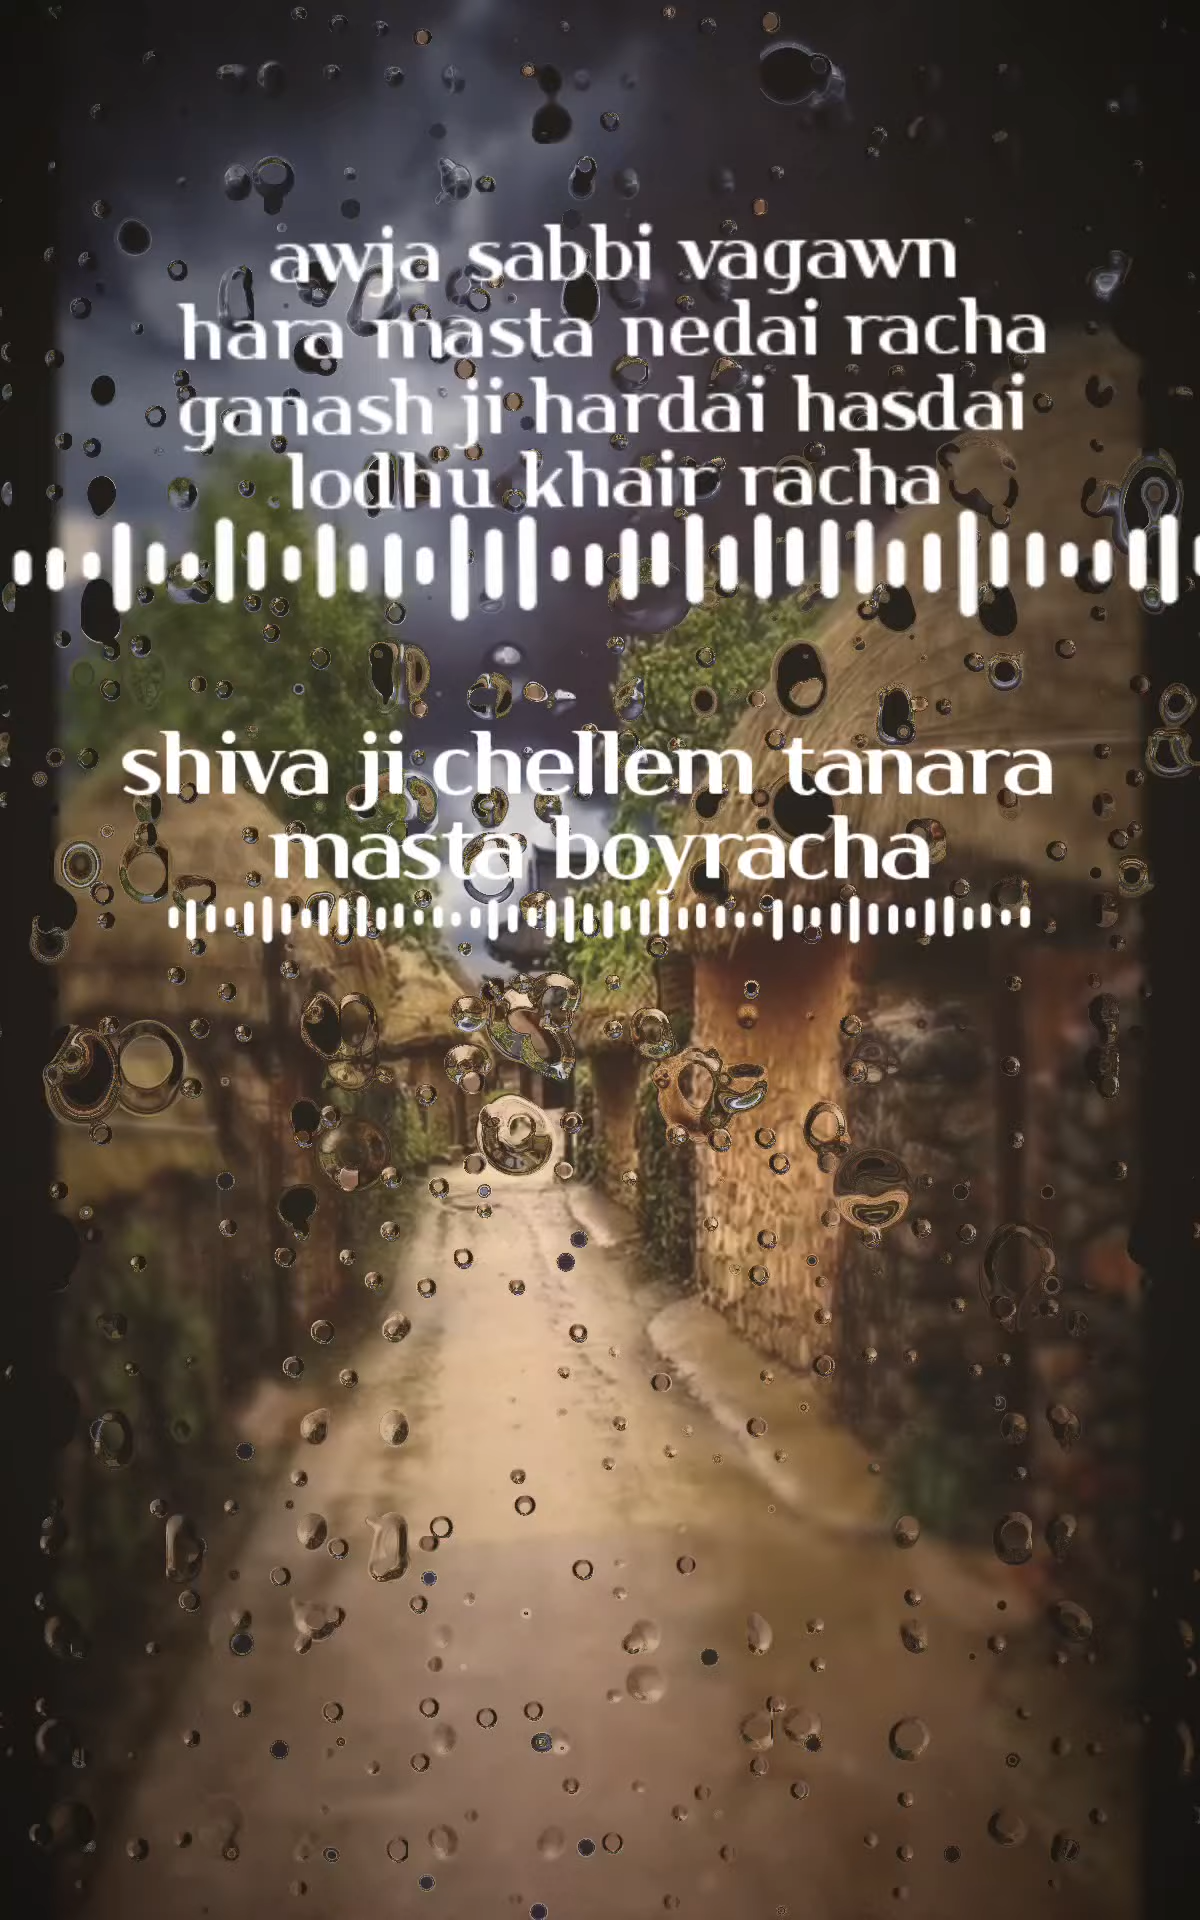 awja sabbi vagawn
hara masta nedai racha
ganash ji hardai hasdai
lodhu khair racha
shiva ji chellem tanara
masta boyracha